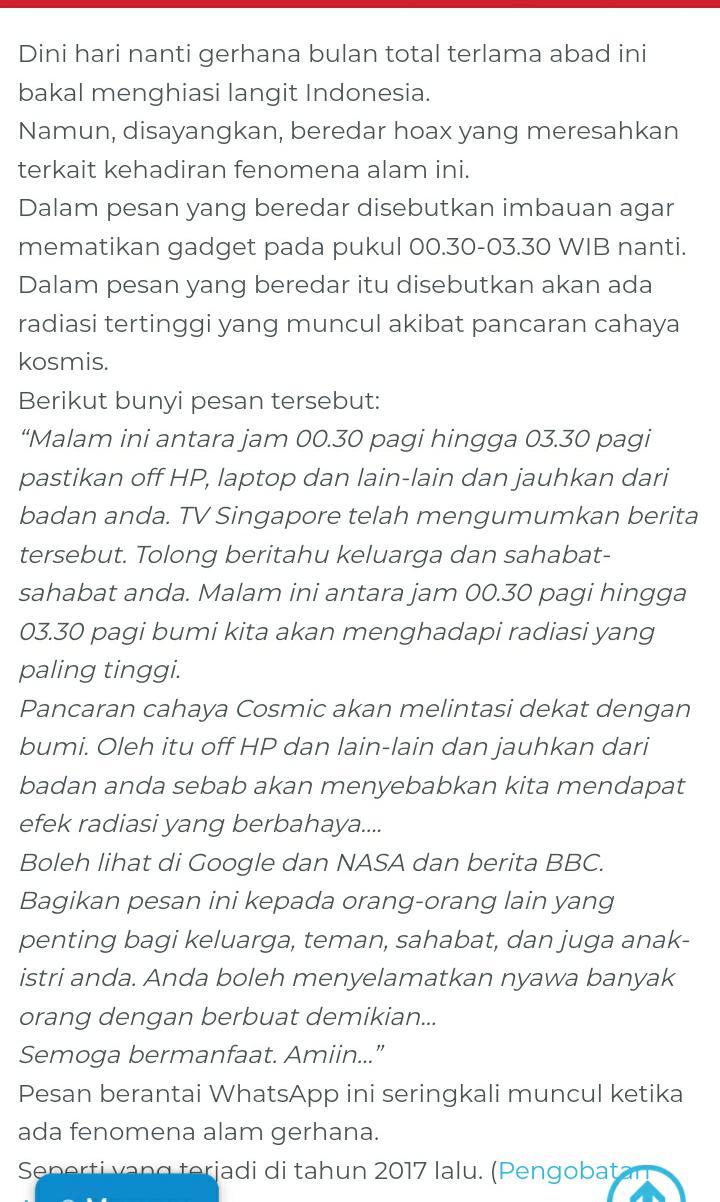 Dini hari nanti gerhana bulan total terlama abad ini
bakal menghiasi langit Indonesia.
Namun, disayangkan, beredar hoax yang meresahkan
terkait kehadiran fenomena alam ini.
Dalam pesan yang beredar disebutkan imbauan agar
mematikan gadget pada pukul 00.30-03.30 WIB nanti.
Dalam pesan yang beredar itu disebutkan akan ada
radiasi tertinggi yang muncul akibat pancaran cahaya
kosmis.
Berikut bunyi pesan tersebut:
“Malam ini antara jam 00.30 pagi hingga 03.30 pagi
pastikan off HP, laptop dan lain-lain dan jauhkan dari
badan anda. TV Singapore telah mengumumkan berita
tersebut. Tolong beritahu keluarga dan sahabat-
sahabat anda. Malam ini antara jam 00.30 pagi hingga
03.30 pagi bumi kita akan menghadapi radiasi yang
paling tinggi.
Pancaran cahaya Cosmic akan melintasi dekat dengan
bumi. Oleh itu off HP dan lain-lain dan jauhkan dari
badan anda sebab akan menyebabkan kita mendapat
efek radiasi yang berbahaya....
Boleh lihat di Google dan NASA dan berita BBC.
Bagikan pesan ini kepada orang-orang lain yang
penting bagi keluarga, teman, sahabat, dan juga anak-
istri anda. Anda boleh menyelamatkan nyawa banyak
orang dengan berbuat demikian...
Semoga bermanfaat. Amiin...”
Pesan berantai WhatsApp ini seringkali muncul ketika
ada fenomena alam gerhana.
Seperti yang terjadi di tahun 2017 lalu. (Pengobatan